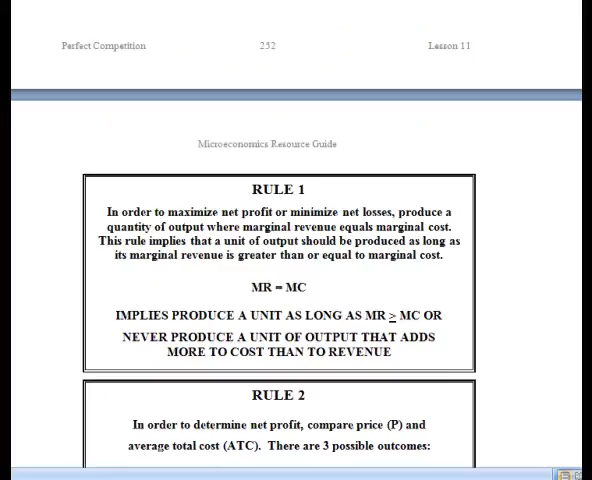 Perfect Competition 252 Lesson 11
Microeconomics Resource Guide
RULE 1
In order to maximize net profit or minimize net losses, produce a
quantity of output where marginal revenue equals marginal cost.
This rule implies that a unit of output should be produced as long as
its marginal revenue is greater than or equal to marginal cost.
MR = MC
IMPLIES PRODUCE A UNIT AS LONG AS MR ≥ MC OR
NEVER PRODUCE A UNIT OF OUTPUT THAT ADDS
MORE TO COST THAN TO REVENUE
RULE 2
In order to determine net profit, compare price (P) and
average total cost (ATC). There are 3 possible outcomes: